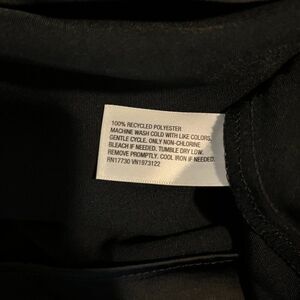 100% RECYCLED POLYESTER
MACHINE WASH COLD WITH LIKE COLORS,
GENTLE CYCLE. ONLY NON-CHLORINE
BLEACH IF NEEDED. TUMBLE DRY LOW.
REMOVE PROMPTLY. COOL IRON IF NEEDED.
RN17730 VN1973122